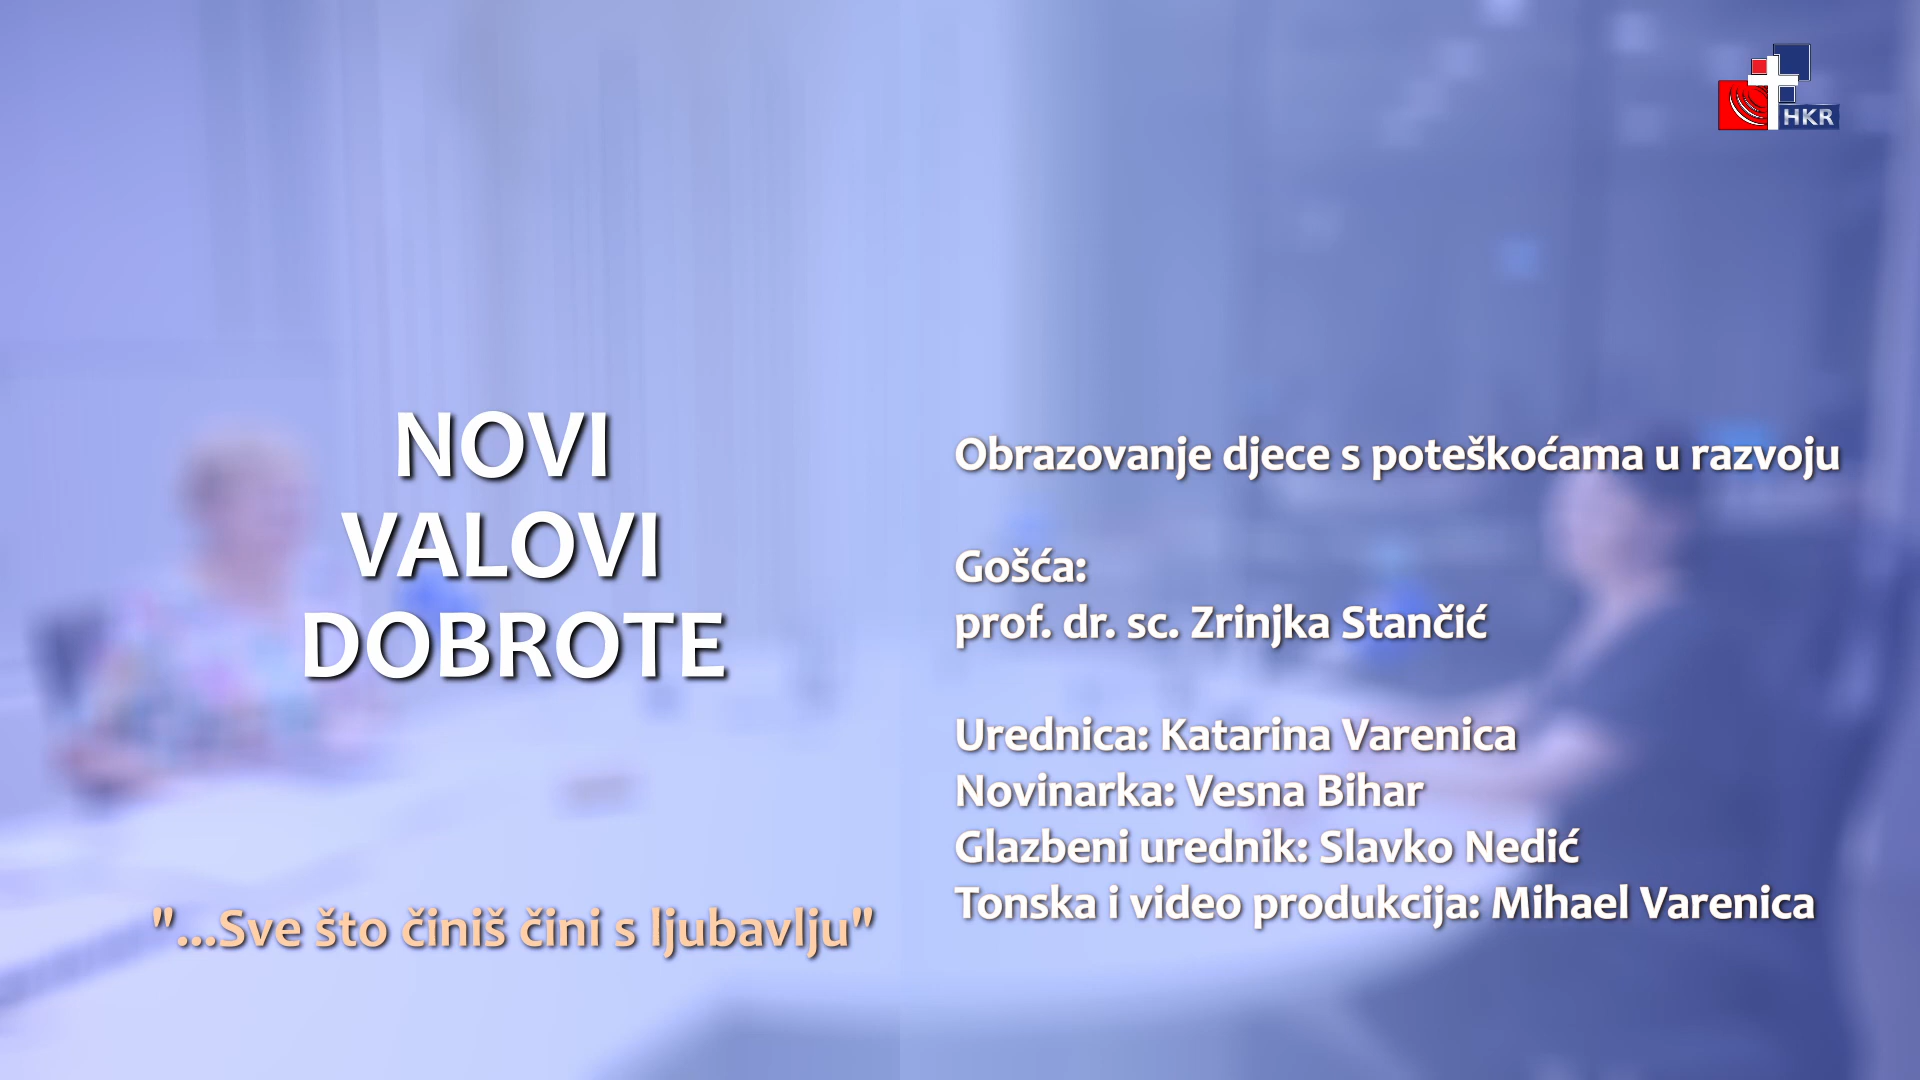 HKR
NOVI
VALOVI
DOBROTE
"...Sve što činiš čini s ljubavlju"
Obrazovanje djece s poteškoćama u razvoju
Gošća:
prof. dr. sc. Zrinjka Stančić
Urednica: Katarina Varenica
Novinarka: Vesna Bihar
Glazbeni urednik: Slavko Nedić
Tonska i video produkcija: Mihael Varenica